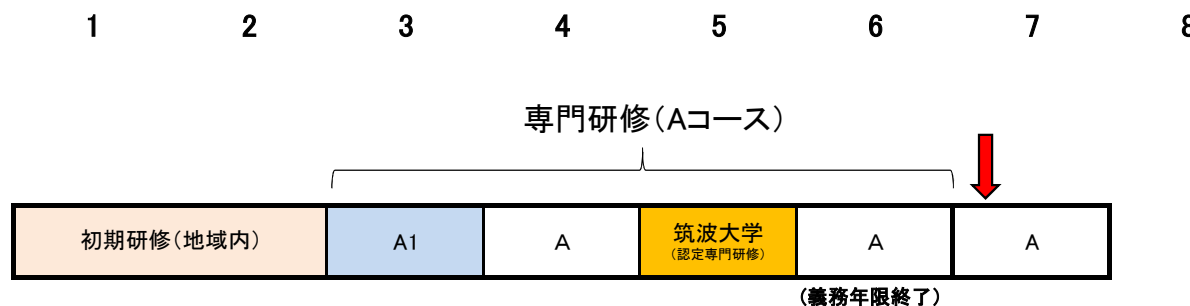 1 2 3 4 5 6 7 8
専門研修(Aコース)
初期研修(地域内) A1 A 筑波大学 A A
(認定専門研修)
(義務年限終了)